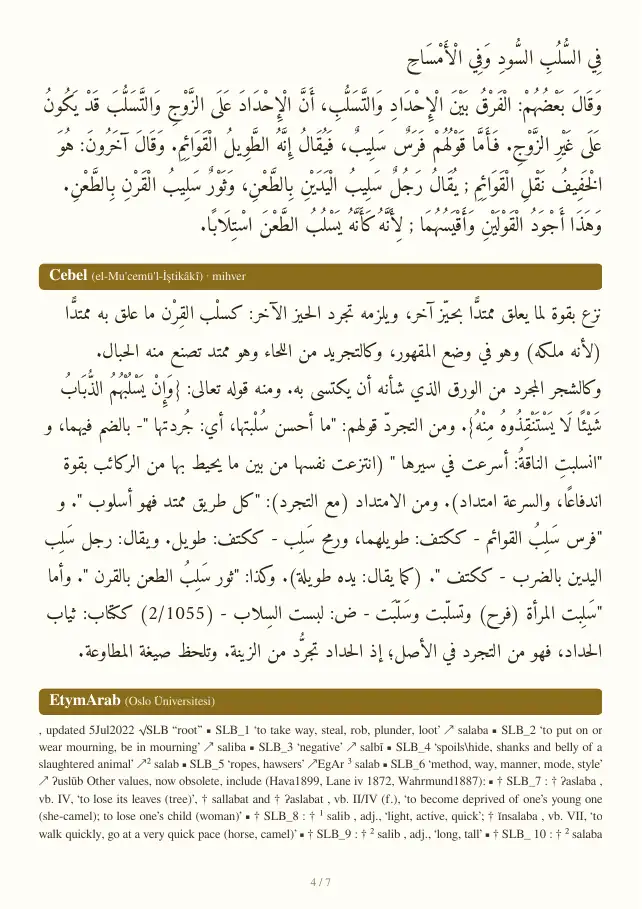 فِي السُّلُبِ السُّودِ وَفِي الْأَمْسَاحِ
وَقَالَ بَعْضُهُمْ: الْفَرْقُ بَيْنَ الْإِحْدَادِ وَالتَّسَلُّبِ، أَنَّ الْإِحْدَادَ عَلَى الزَّوْجِ وَالتَّسَلُّبَ قَدْ يَكُونُ
عَلَى غَيْرِ الزَّوْجِ. فَأَمَّا قَوْلُهُمْ فَرَسٌ سَلِيبٌ، فَيُقَالُ إِنَّهُ الطَّوِيلُ الْقَوَائِمِ. وَقَالَ آخَرُونَ: هُوَ
الْخَفِيفُ نَقْلِ الْقَوَائِمِ ; يُقَالُ رَجُلٌ سَلِيبُ الْيَدَيْنِ بِالطَّعْنِ، وَثَوْرٌ سَلِيبُ الْقَرْنِ بِالطَّعْنِ.
وَهَذَا أَجْوَدُ الْقَوْلَيْنِ وَأَقْيَسُهُمَا ; لِأَنَّهُ كَأَنَّهُ يَسْلُبُ الطَّعْنَ اسْتِلَابًا.
Cebel (el-Mu'cemü'l-İştikâkî) · mihver
نزع بقوة لما يعلق ممتدًّا بحيّز آخر، ويلزمه تجرد الحيز الآخر: كسلْب القِرْن ما علق به ممتدًّا
(لأنه ملكه) وهو في وضع المقهور، وكالتجريد من اللحاء وهو ممتد تصنع منه الحبال.
وكالشجر المجرد من الورق الذي شأنه أن يكتسى به. ومنه قوله تعالى: {وَإِنْ يَسْلُبْهُمُ الذُّبَابُ
شَيْئًا لَا يَسْتَنْقِذُوهُ مِنْهُ}. ومن التجردّ قولهم: "ما أحسن سُلْبتها، أي: جُردتها "- بالضم فيهما، و
"انسلبتِ الناقةُ: أسرعت في سيرها " (انتزعت نفسها من بين ما يحيط بها من الركائب بقوة
اندفاعًا، والسرعة امتداد). ومن الامتداد (مع التجرد): "كل طريق ممتد فهو أسلوب ". و
"فرس سَلِبُ القوائم - ككتف: طويلهما، ورمح سَلِب - ككتف: طويل. ويقال: رجل سَلِب
اليدين بالضرب - ككتف ". (كما يقال: يده طويلة). وكذا: "ثور سَلِبُ الطعن بالقرن ". وأما
"سَلِبت المرأة (فرح) وتسلّبت وسَلّبَت - ض: لبست السِلاب - (2/1055) ككتاب: ثياب
الحداد، فهو من التجرد في الأصل؛ إذ الحداد تجرُّد من الزينة. وتلحظ صيغة المطاوعة.
EtymArab (Oslo Üniversitesi)
, updated 5Jul2022 √SLB “root” ▪ SLB_1 ‘to take way, steal, rob, plunder, loot’ ↗ salaba ▪ SLB_2 ‘to put on or
wear mourning, be in mourning’ ↗ saliba ▪ SLB_3 ‘negative’ ↗ salbī ▪ SLB_4 ‘spoils\hide, shanks and belly of a
slaughtered animal’ ↗² salab ▪ SLB_5 ‘ropes, hawsers’ ↗EgAr ³ salab ▪ SLB_6 ‘method, way, manner, mode, style’
↗ ʔuslūb Other values, now obsolete, include (Hava1899, Lane iv 1872, Wahrmund1887): ▪ † SLB_7 : † ʔaslaba ,
vb. IV, ‘to lose its leaves (tree)’, † sallabat and † ʔaslabat , vb. II/IV (f.), ‘to become deprived of one’s young one
(she-camel); to lose one’s child (woman)’ ▪ † SLB_8 : † ¹ salib , adj., ‘light, active, quick’; † ĭnsalaba , vb. VII, ‘to
walk quickly, go at a very quick pace (horse, camel)’ ▪ † SLB_9 : † ² salib , adj., ‘long, tall’ ▪ † SLB_ 10 : † ² salaba
4 / 7